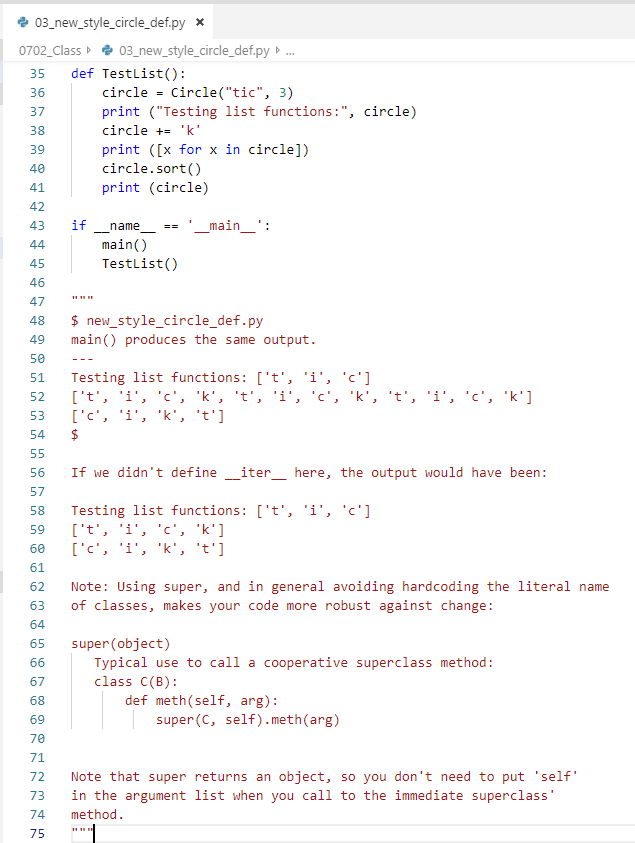 03_new_style_circle_def.py ×
0702_Class 03_new_style_circle_def.py ...
35 def TestList():
36     circle = Circle("tic", 3)
37     print ("Testing list functions:", circle)
38     circle += 'k'
39     print ([x for x in circle])
40     circle.sort()
41     print (circle)
42
43 if __name__ == '__main__':
44     main()
45     TestList()
46
47 """
48 $ new_style_circle_def.py
49 main() produces the same output.
50 ---
51 Testing list functions: ['t', 'i', 'c']
52 ['t', 'i', 'c', 'k', 't', 'i', 'c', 'k', 't', 'i', 'c', 'k']
53 ['c', 'i', 'k', 't']
54 $
55
56 If we didn't define __iter__ here, the output would have been:
57
58 Testing list functions: ['t', 'i', 'c']
59 ['t', 'i', 'c', 'k']
60 ['c', 'i', 'k', 't']
61
62 Note: Using super, and in general avoiding hardcoding the literal name
63 of classes, makes your code more robust against change:
64
65 super(object)
66    Typical use to call a cooperative superclass method:
67    class C(B):
68        def meth(self, arg):
69            super(C, self).meth(arg)
70
71
72 Note that super returns an object, so you don't need to put 'self'
73 in the argument list when you call to the immediate superclass'
74 method.
75 """